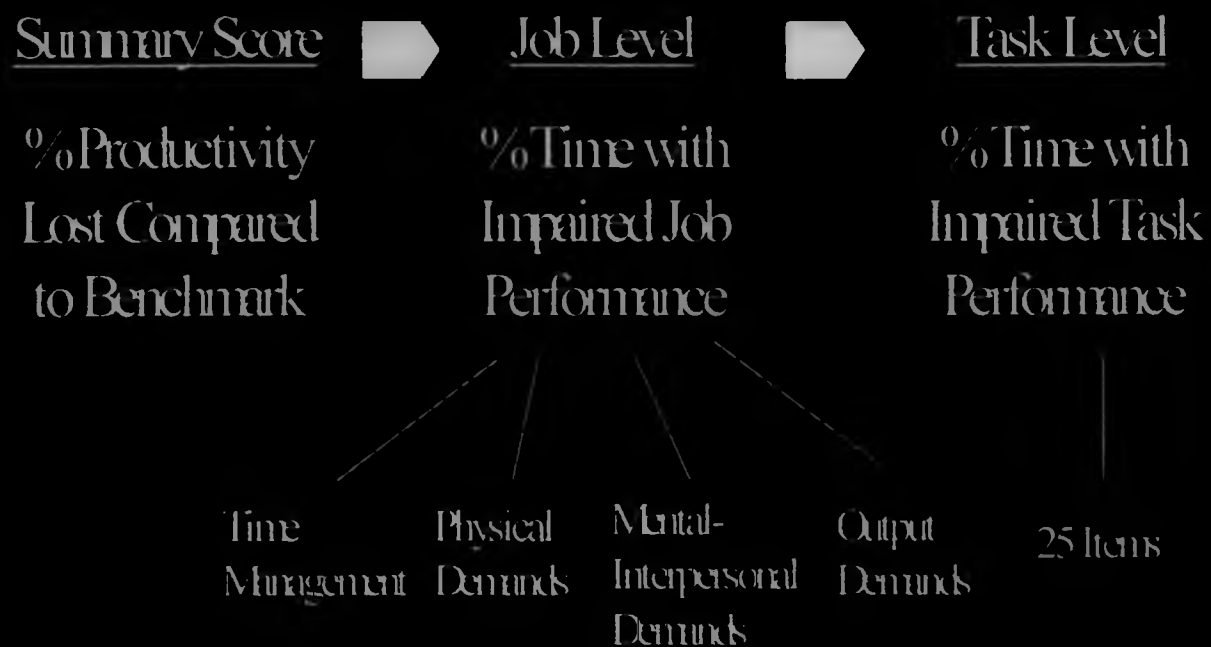 Summary Score
Job Level
Task Level
% Productivity
Lost Compared
to Benchmark
% Time with
Impaired Job
Performance
% Time with
Impaired Task
Performance
Time
Management
Physical
Demands
Mental-
Interpersonal
Demands
Output
Demands
25 Items